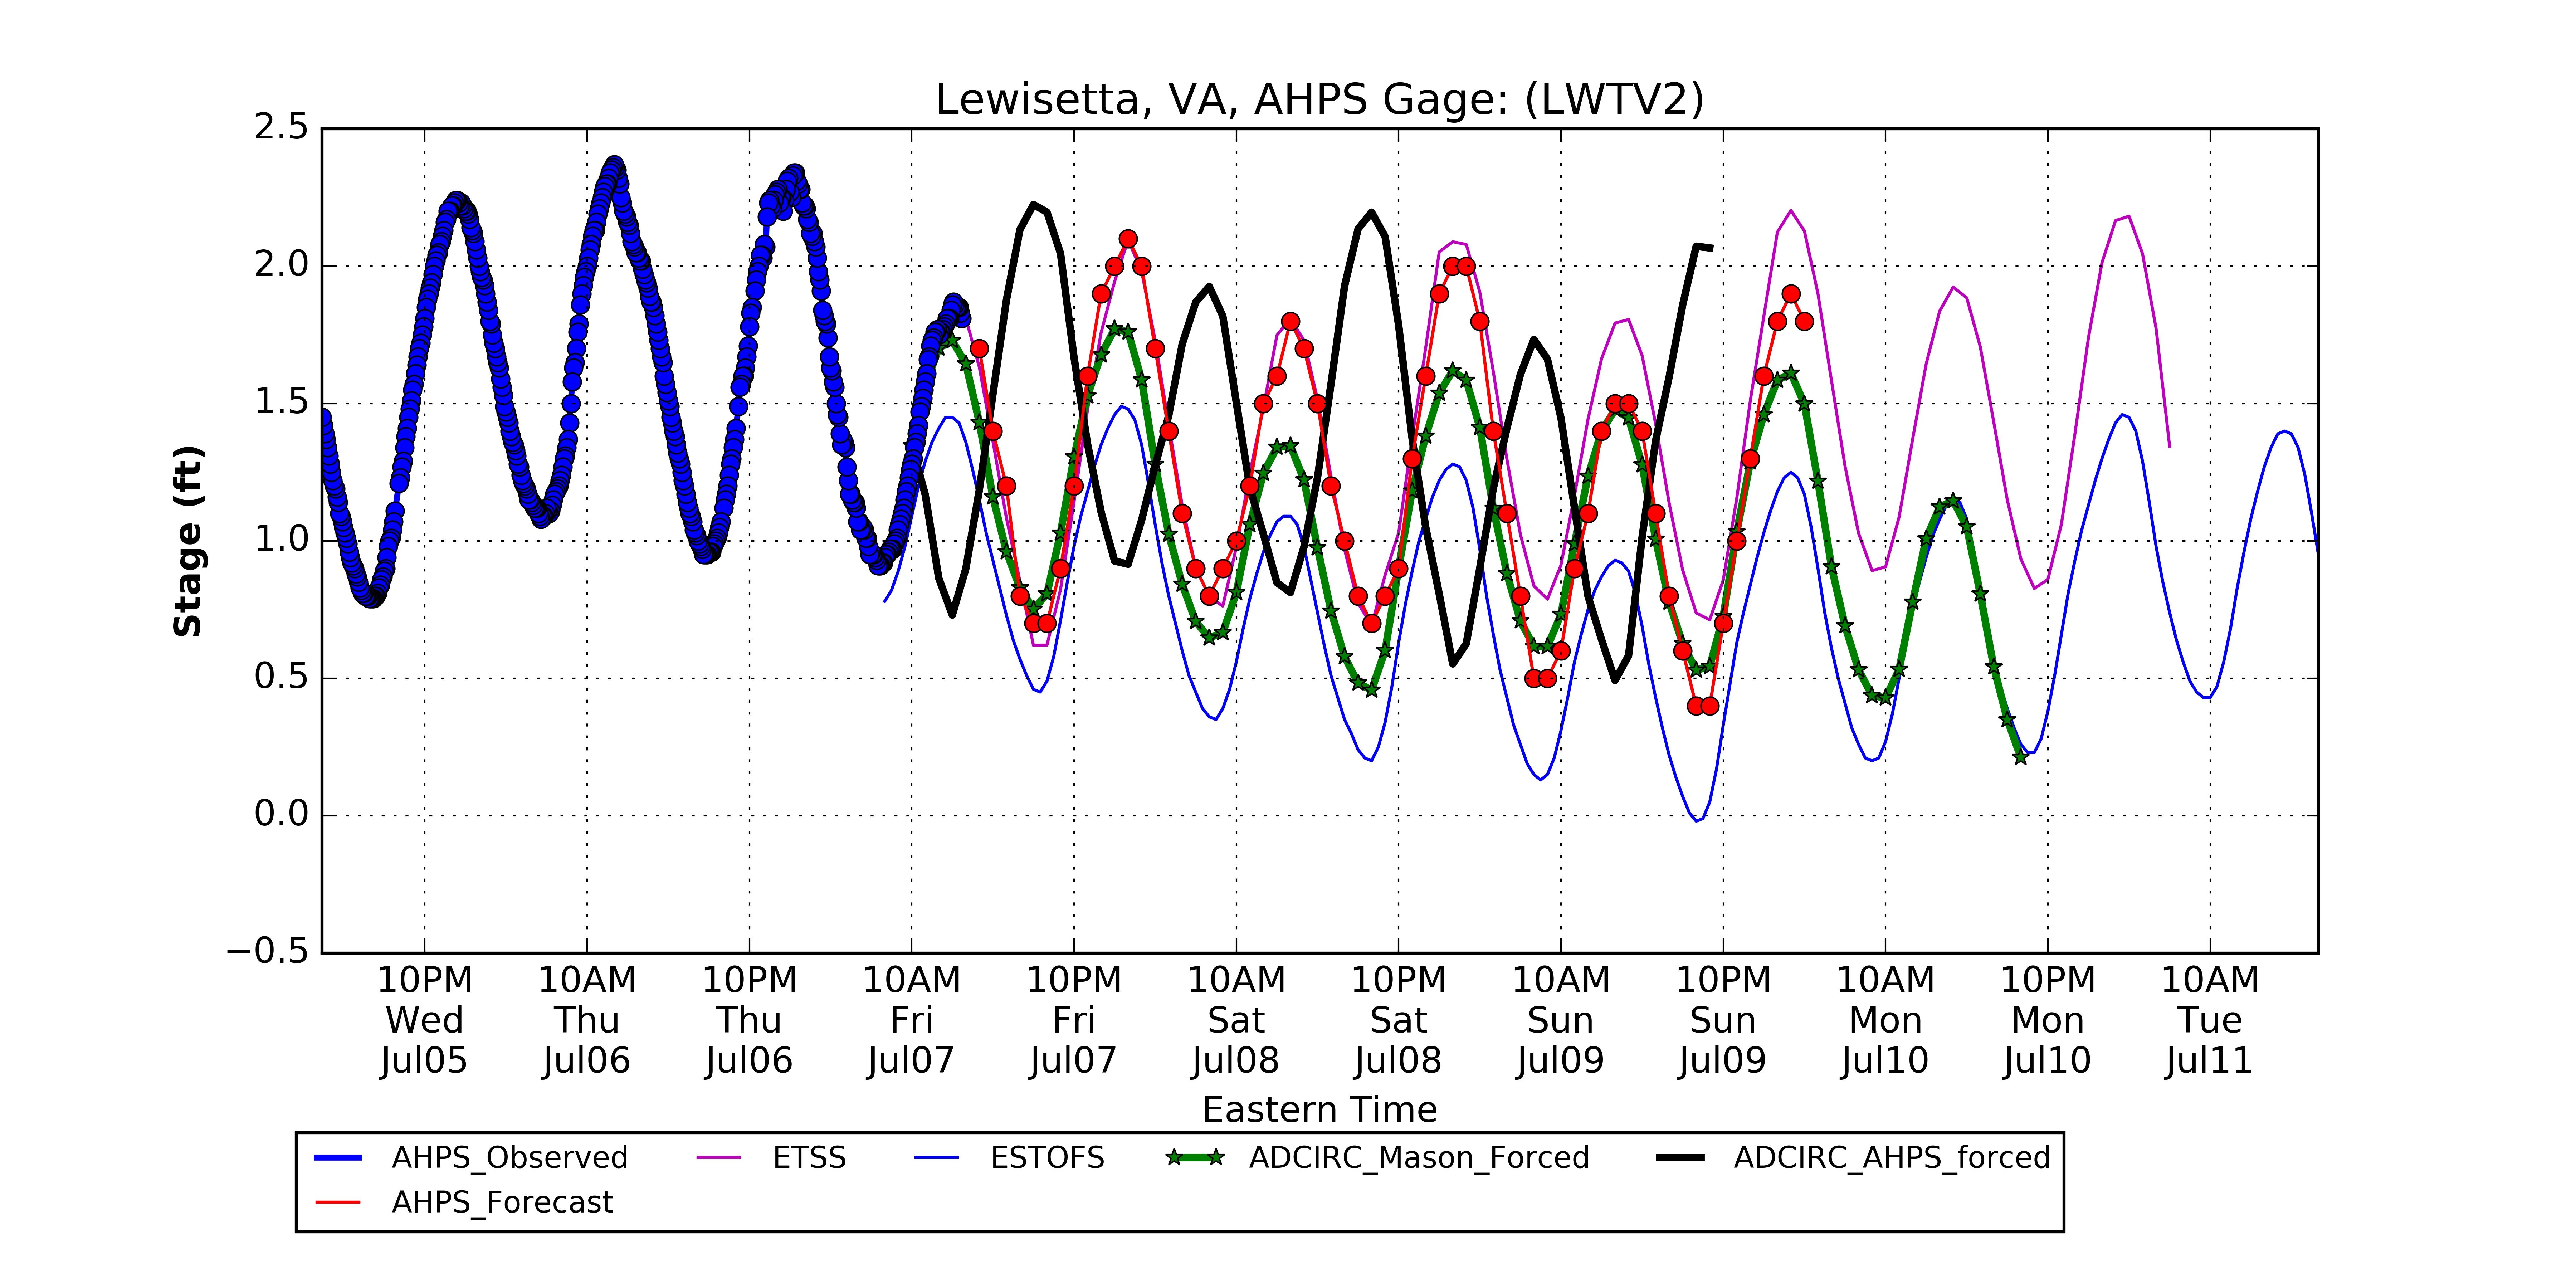 Lewisetta, VA, AHPS Gage: (LWTV2)
2.5
2.0
1.5
1.0
0.5
0.0
−0.5
Stage (ft)
10PM 10AM 10PM 10AM 10PM 10AM 10PM 10AM 10PM 10AM 10PM 10AM
Wed Thu Thu Fri Fri Sat Sat Sun Sun Mon Mon Tue
Jul05 Jul06 Jul06 Jul07 Jul07 Jul08 Jul08 Jul09 Jul09 Jul10 Jul10 Jul11
Eastern Time
AHPS_Observed ETSS ESTOFS ADCIRC_Mason_Forced ADCIRC_AHPS_forced
AHPS_Forecast